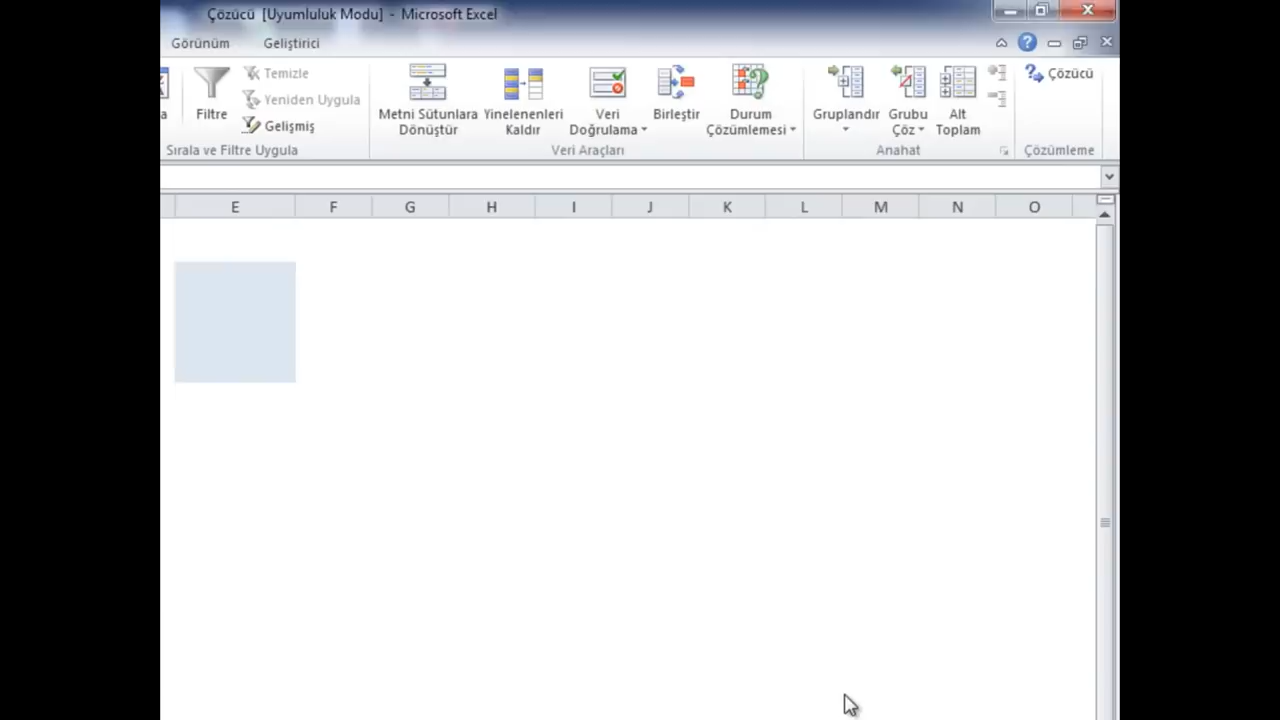 Çözücü [Uyumluluk Modu] - Microsoft Excel
Görünüm Geliştirici
Temizle
Yeniden Uygula
Gelişmiş
Filtre
Sırala ve Filtre Uygula
Metni Sütunlara
Dönüştür
Yinelenenleri
Kaldır
Veri
Doğrulama
Birleştir
Durum
Çözümlemesi
Veri Araçları
Gruplandır
Grubu
Çöz
Alt
Toplam
Anahat
Çözücü
Çözümleme
E F G H I J K L M N O